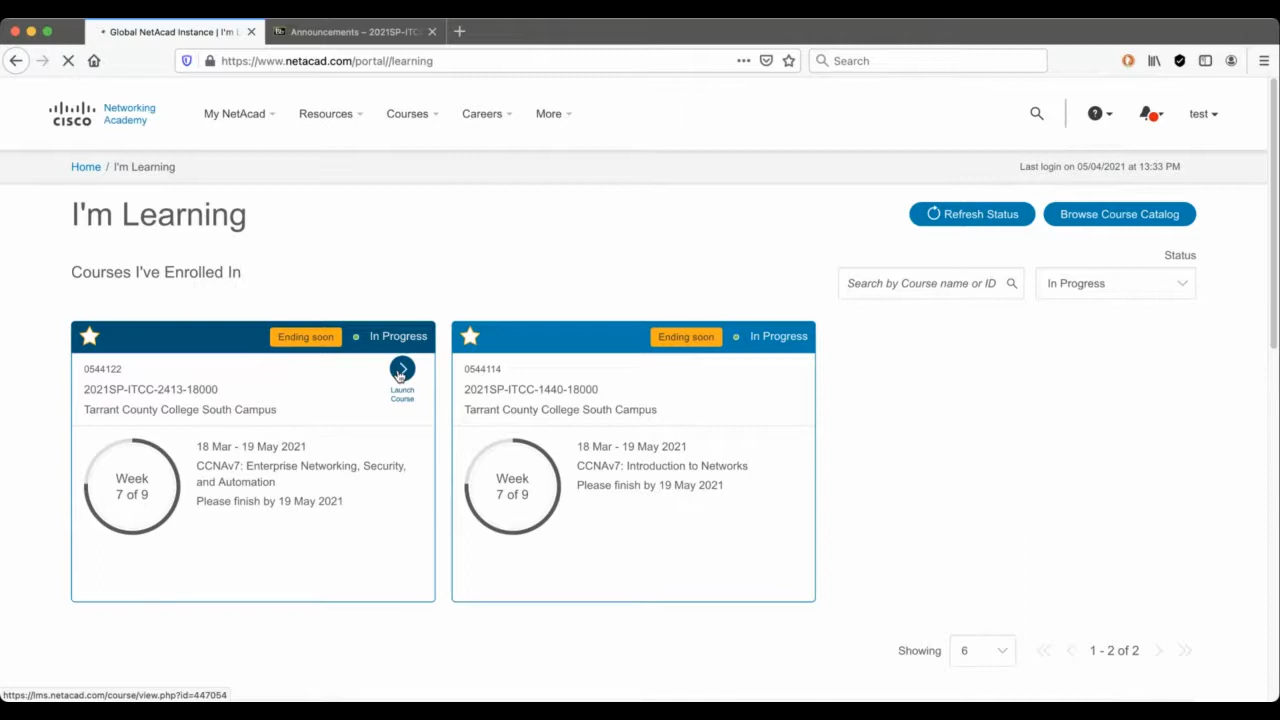 Global NetAcad Instance | I'm L
Announcements – 2021SP-ITC
https://www.netacad.com/portal//learning
Search
CISCO
Networking
Academy
My NetAcad
Resources
Courses
Careers
More
test
Home / I'm Learning
Last login on 05/04/2021 at 13:33 PM
I'm Learning
Refresh Status
Browse Course Catalog
Status
Courses I've Enrolled In
Search by Course name or ID
In Progress
Ending soon
In Progress
0544122
2021SP-ITCC-2413-18000
Tarrant County College South Campus
Launch
Course
Week
7 of 9
18 Mar - 19 May 2021
CCNAv7: Enterprise Networking, Security,
and Automation
Please finish by 19 May 2021
Ending soon
In Progress
0544114
2021SP-ITCC-1440-18000
Tarrant County College South Campus
Week
7 of 9
18 Mar - 19 May 2021
CCNAv7: Introduction to Networks
Please finish by 19 May 2021
Showing
6
1 - 2 of 2
https://lms.netacad.com/course/view.php?id=447054